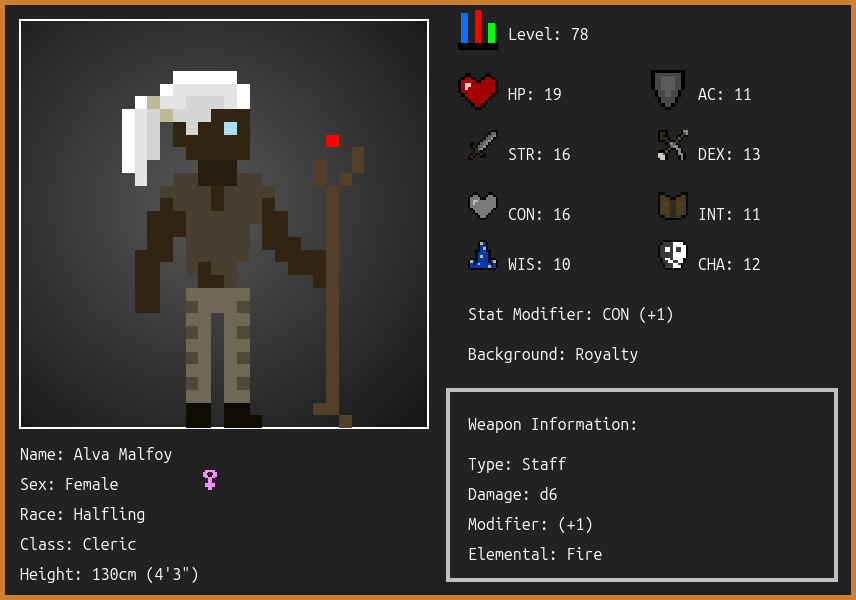 Level: 78
HP: 19
AC: 11
STR: 16
DEX: 13
CON: 16
INT: 11
WIS: 10
CHA: 12
Stat Modifier: CON (+1)
Background: Royalty
Weapon Information:
Type: Staff
Damage: d6
Modifier: (+1)
Elemental: Fire
Name: Alva Malfoy
Sex: Female
Race: Halfling
Class: Cleric
Height: 130cm (4'3")